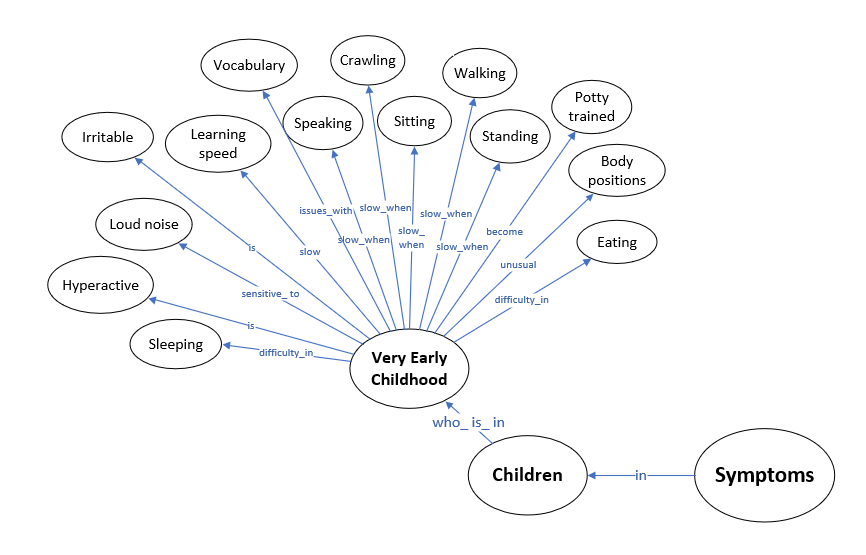 Crawling
Vocabulary
Walking
Potty
trained
Speaking
Sitting
Irritable
Learning
speed
Standing
Body
positions
Loud noise
Eating
Hyperactive
Sleeping
issues_with
slow_when
slow_when
slow_
when
slow_when
slow_when
become
is
slow
unusual
sensitive_ to
difficulty_in
is
difficulty_in
Very Early
Childhood
who_ is_ in
Children
in
Symptoms